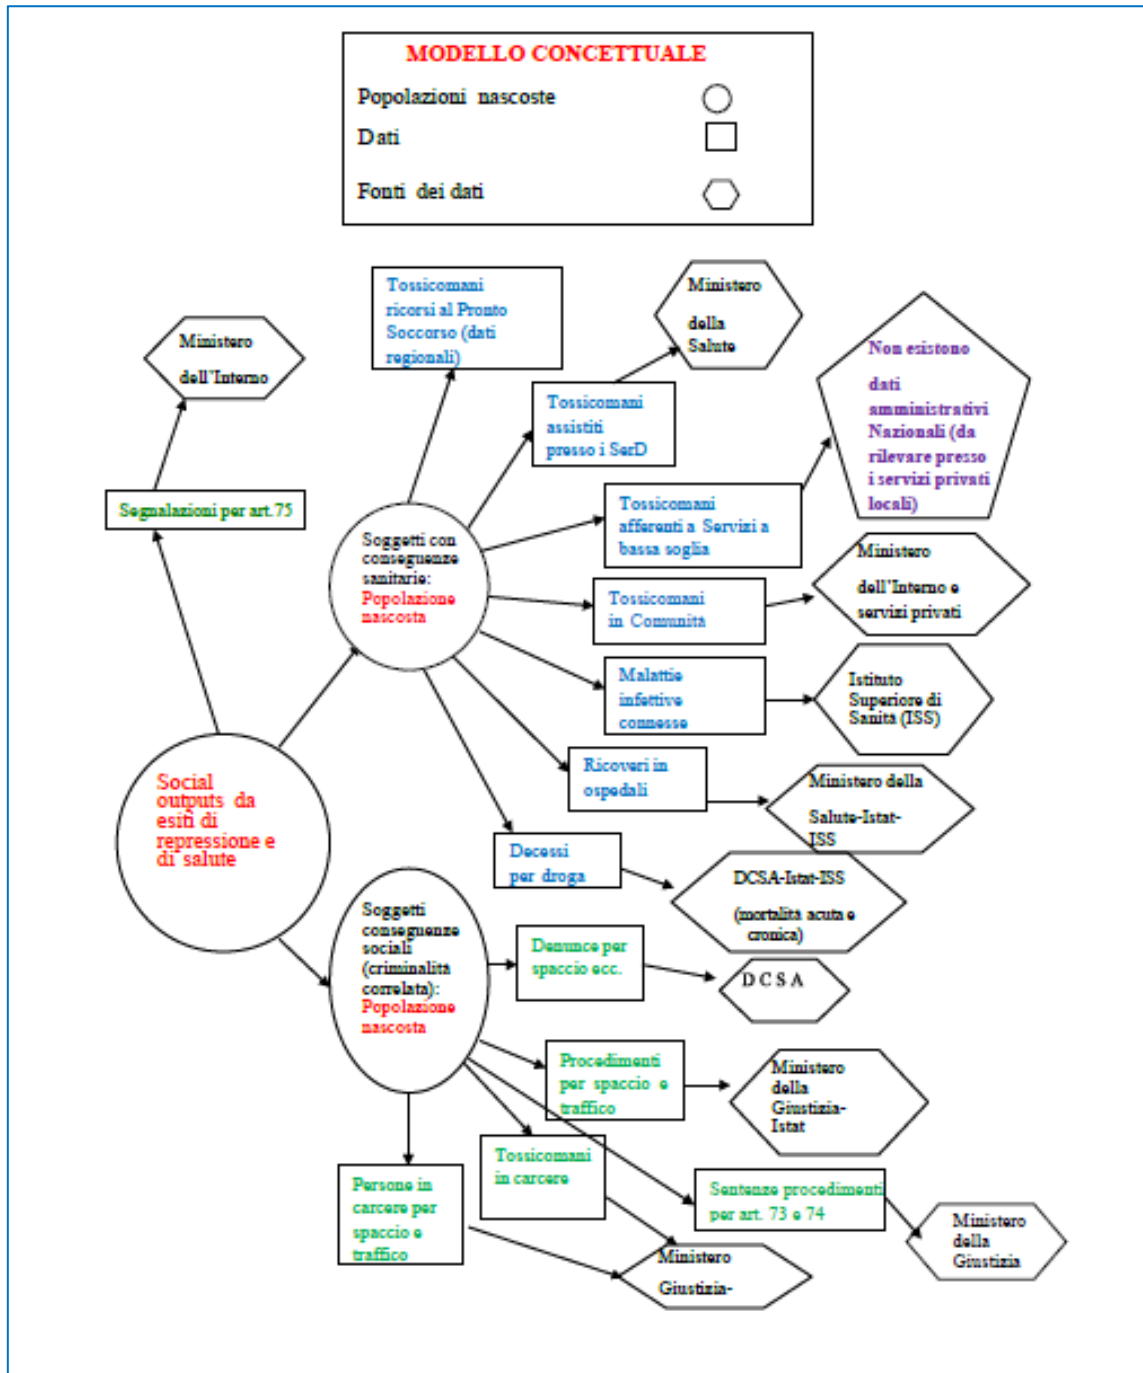 MODELLO CONCETTUALE
Popolazioni nascoste
Dati
Fonti dei dati
Tossicomani
ricorsi al Pronto
Soccorso (dati
regionali)
Ministero
della
Salute
Ministero
dell'Interno
Non esistono
dati
amministrativi
Nazionali (da
rilevare presso
i servizi privati
locali)
Tossicomani
assistiti
presso i SerD
Segnalazioni per art.75
Tossicomani
afferenti a Servizi a
bassa soglia
Soggetti con
conseguenze
sanitarie:
Popolazione
nascosta
Ministero
dell'Interno e
servizi privati
Tossicomani
in Comunità
Malattie
infettive
connesse
Istituto
Superiore di
Sanità (ISS)
Ricoveri in
ospedali
Ministero della
Salute-Istat-
ISS
Social
outputs da
esiti di
repressione e
di salute
Decessi
per droga
DCSA-Istat-ISS
(mortalità acuta e
cronica)
Soggetti
conseguenze
sociali
(criminalità
correlata):
Popolazione
nascosta
Denunce per
spaccio ecc.
D C S A
Procedimenti
per spaccio e
traffico
Ministero
della
Giustizia-
Istat
Tossicomani
in carcere
Persone in
carcere per
spaccio e
traffico
Sentenze procedimenti
per art. 73 e 74
Ministero
della
Giustizia
Ministero
Giustizia-